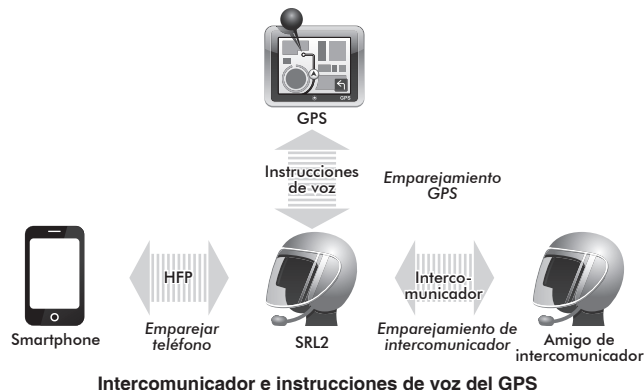 GPS
GPS
Instrucciones
de voz
Emparejamiento
GPS
HFP
Interco-
municador
Smartphone
Emparejar
teléfono
SRL2
Emparejamiento de
intercomunicador
Amigo de
intercomunicador
Intercomunicador e instrucciones de voz del GPS